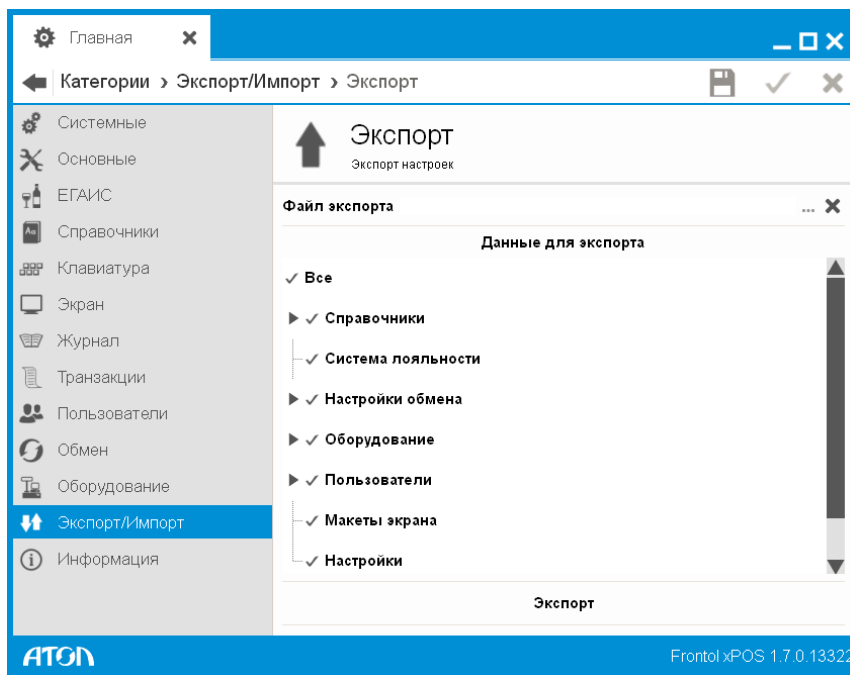 Главная
Категории › Экспорт/Импорт › Экспорт
Системные
Основные
ЕГАИС
Справочники
Клавиатура
Экран
Журнал
Транзакции
Пользователи
Обмен
Оборудование
Экспорт/Импорт
Информация
Экспорт
Экспорт настроек
Файл экспорта ...
Данные для экспорта
Все
Справочники
Система лояльности
Настройки обмена
Оборудование
Пользователи
Макеты экрана
Настройки
Экспорт
АТОЛ
Frontol xPOS 1.7.0.13322